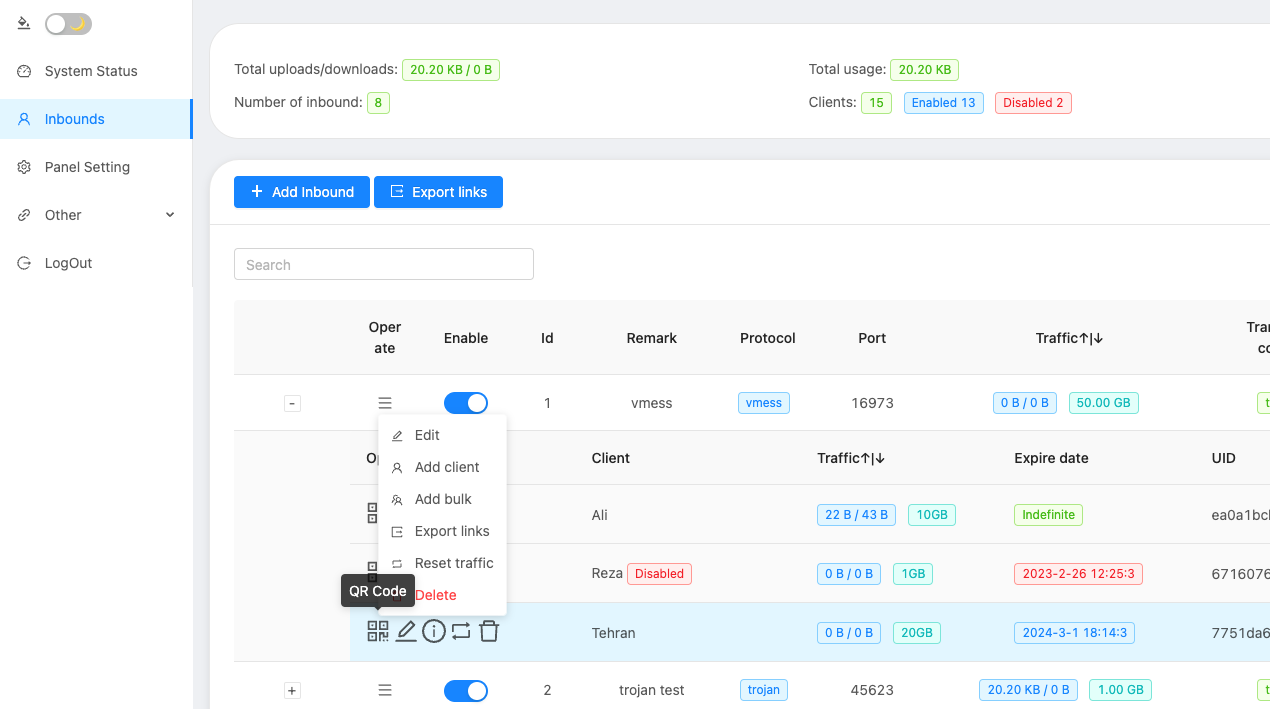 System Status
Inbounds
Panel Setting
Other
LogOut
Total uploads/downloads: 20.20 KB / 0 B
Total usage: 20.20 KB
Number of inbound: 8
Clients: 15 Enabled 13 Disabled 2
Add Inbound
Export links
Search
Oper
ate
Enable
Id
Remark
Protocol
Port
Traffic↑|↓
- 1 vmess vmess 16973 0 B / 0 B 50.00 GB
Edit
Add client
Add bulk
Export links
Reset traffic
Delete
Client
Traffic↑|↓
Expire date
UID
Ali 22 B / 43 B 10GB Indefinite
Reza Disabled 0 B / 0 B 1GB 2023-2-26 12:25:3 6716076
QR Code
Tehran 0 B / 0 B 20GB 2024-3-1 18:14:3 7751da6
+ 2 trojan test trojan 45623 20.20 KB / 0 B 1.00 GB